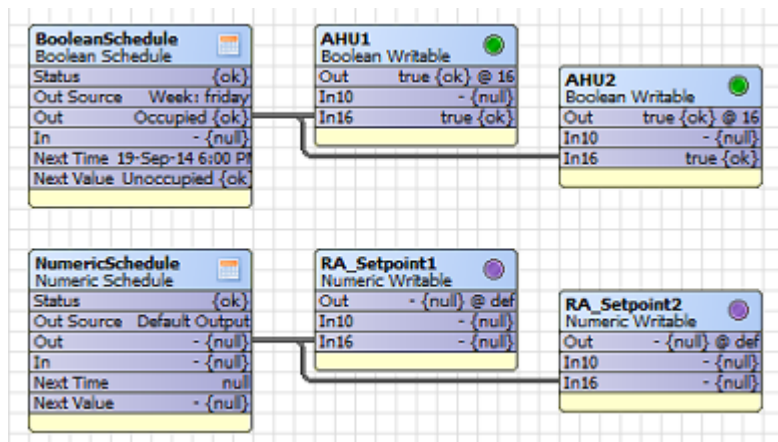 BooleanSchedule
Boolean Schedule
Status {ok}
Out Source Week: friday
Out Occupied {ok}
In - {null}
Next Time 19-Sep-14 6:00 P
Next Value Unoccupied {ok
AHU1
Boolean Writable
Out true {ok} @ 16
In10 - {null}
In16 true {ok}
AHU2
Boolean Writable
Out true {ok} @ 16
In10 - {null}
In16 true {ok}
NumericSchedule
Numeric Schedule
Status {ok}
Out Source Default Output
Out - {null}
In - {null}
Next Time null
Next Value - {null}
RA_Setpoint1
Numeric Writable
Out - {null} @ def
In10 - {null}
In16 - {null}
RA_Setpoint2
Numeric Writable
Out - {null} @ def
In10 - {null}
In16 - {null}